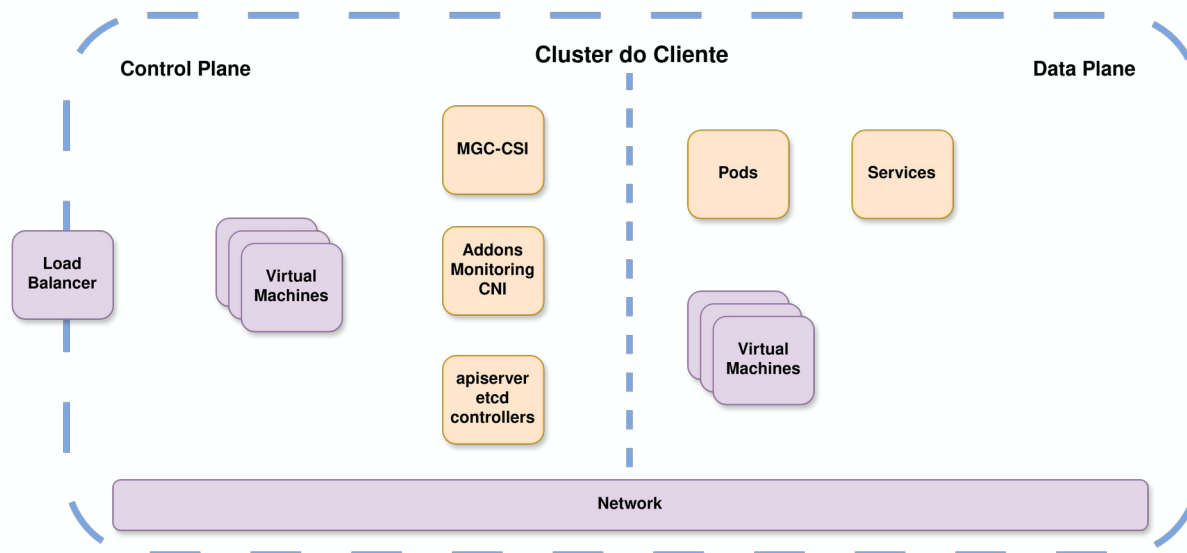 Cluster do Cliente
Control Plane
Data Plane
MGC-CSI
Pods
Services
Load
Balancer
Virtual
Machines
Addons
Monitoring
CNI
Virtual
Machines
apiserver
etcd
controllers
Network